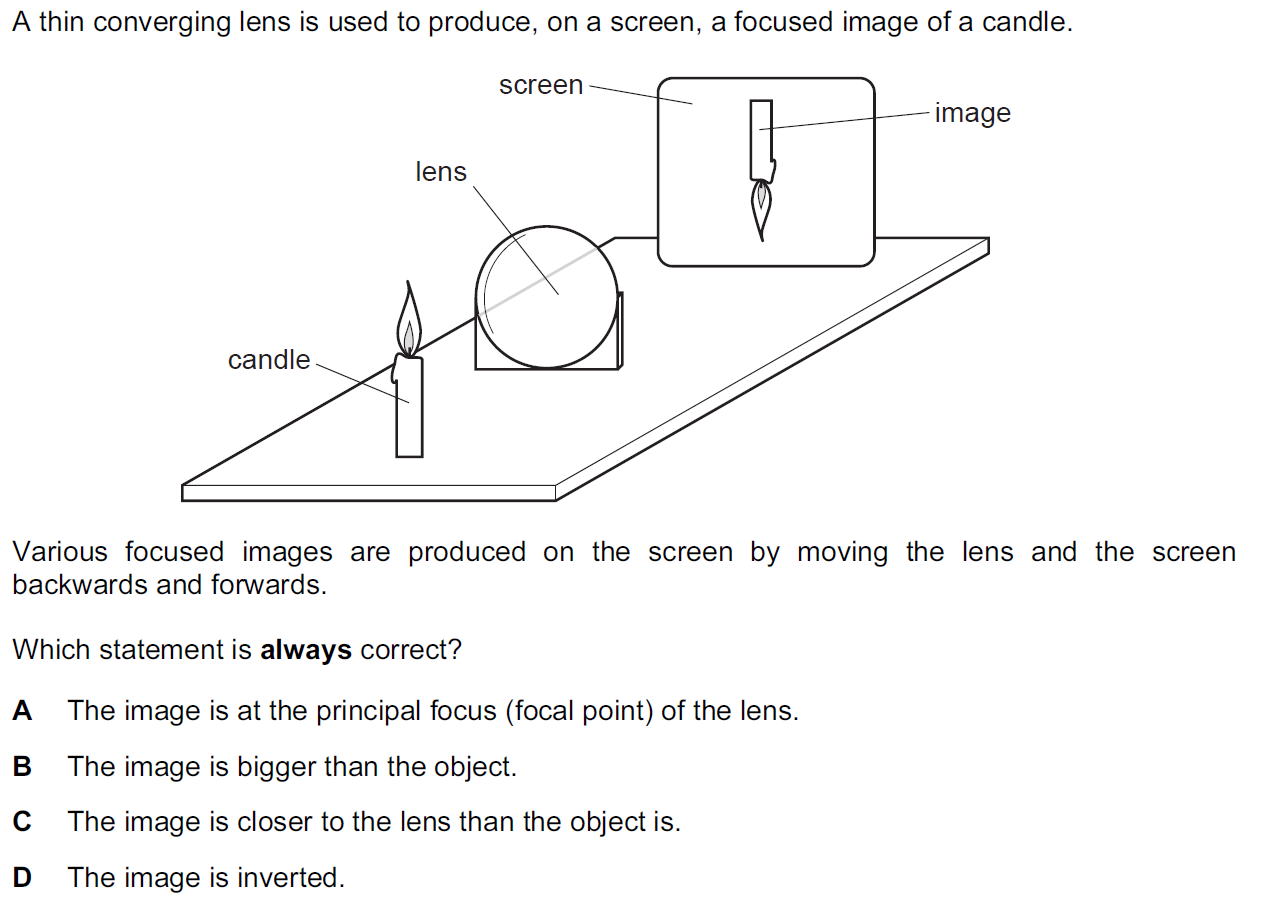 A thin converging lens is used to produce, on a screen, a focused image of a candle.
screen
image
lens
candle
Various focused images are produced on the screen by moving the lens and the screen
backwards and forwards.
Which statement is always correct?
A The image is at the principal focus (focal point) of the lens.
B The image is bigger than the object.
C The image is closer to the lens than the object is.
D The image is inverted.